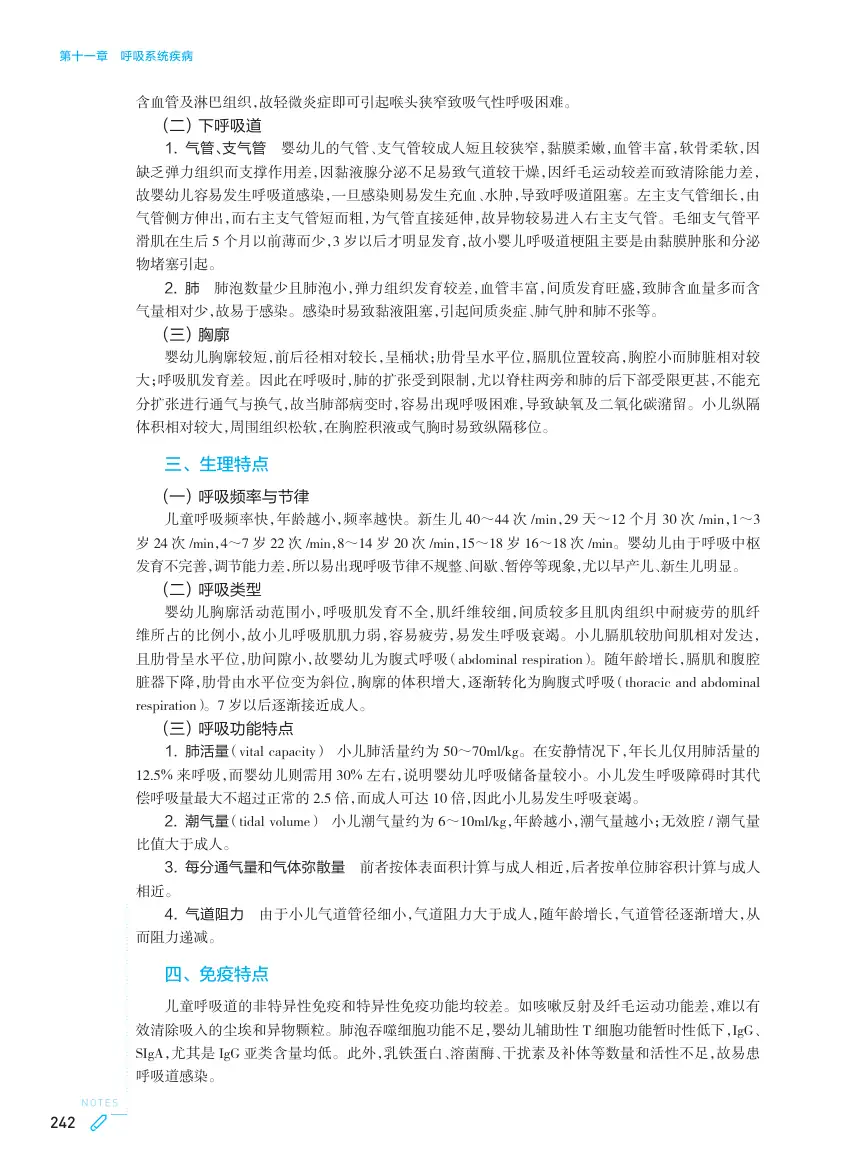 第十一章 呼吸系统疾病
含血管及淋巴组织,故轻微炎症即可引起喉头狭窄致吸气性呼吸困难。
(二) 下呼吸道
1. 气管、支气管 婴幼儿的气管、支气管较成人短且较狭窄,黏膜柔嫩,血管丰富,软骨柔软,因
缺乏弹力组织而支撑作用差,因黏液腺分泌不足易致气道较干燥,因纤毛运动较差而致清除能力差,
故婴幼儿容易发生呼吸道感染,一旦感染则易发生充血、水肿,导致呼吸道阻塞。左主支气管细长,由
气管侧方伸出,而右主支气管短而粗,为气管直接延伸,故异物较易进入右主支气管。毛细支气管平
滑肌在生后 5 个月以前薄而少,3 岁以后才明显发育,故小婴儿呼吸道梗阻主要是由黏膜肿胀和分泌
物堵塞引起。
2. 肺 肺泡数量少且肺泡小,弹力组织发育较差,血管丰富,间质发育旺盛,致肺含血量多而含
气量相对少,故易于感染。感染时易致黏液阻塞,引起间质炎症、肺气肿和肺不张等。
(三) 胸廓
婴幼儿胸廓较短,前后径相对较长,呈桶状;肋骨呈水平位,膈肌位置较高,胸腔小而肺脏相对较
大;呼吸肌发育差。因此在呼吸时,肺的扩张受到限制,尤以脊柱两旁和肺的后下部受限更甚,不能充
分扩张进行通气与换气,故当肺部病变时,容易出现呼吸困难,导致缺氧及二氧化碳潴留。小儿纵隔
体积相对较大,周围组织松软,在胸腔积液或气胸时易致纵隔移位。
三、生理特点
(一) 呼吸频率与节律
儿童呼吸频率快,年龄越小,频率越快。新生儿 40～44 次 /min,29 天～12 个月 30 次 /min,1～3
岁 24 次 /min,4～7 岁 22 次 /min,8～14 岁 20 次 /min,15～18 岁 16～18 次 /min。婴幼儿由于呼吸中枢
发育不完善,调节能力差,所以易出现呼吸节律不规整、间歇、暂停等现象,尤以早产儿、新生儿明显。
(二) 呼吸类型
婴幼儿胸廓活动范围小,呼吸肌发育不全,肌纤维较细,间质较多且肌肉组织中耐疲劳的肌纤
维所占的比例小,故小儿呼吸肌肌力弱,容易疲劳,易发生呼吸衰竭。小儿膈肌较肋间肌相对发达,
且肋骨呈水平位,肋间隙小,故婴幼儿为腹式呼吸(abdominal respiration)。随年龄增长,膈肌和腹腔
脏器下降,肋骨由水平位变为斜位,胸廓的体积增大,逐渐转化为胸腹式呼吸(thoracic and abdominal
respiration)。7 岁以后逐渐接近成人。
(三) 呼吸功能特点
1. 肺活量(vital capacity) 小儿肺活量约为 50～70ml/kg。在安静情况下,年长儿仅用肺活量的
12.5% 来呼吸,而婴幼儿则需用 30% 左右,说明婴幼儿呼吸储备量较小。小儿发生呼吸障碍时其代
偿呼吸量最大不超过正常的 2.5 倍,而成人可达 10 倍,因此小儿易发生呼吸衰竭。
2. 潮气量(tidal volume) 小儿潮气量约为 6～10ml/kg,年龄越小,潮气量越小;无效腔 / 潮气量
比值大于成人。
3. 每分通气量和气体弥散量 前者按体表面积计算与成人相近,后者按单位肺容积计算与成人
相近。
4. 气道阻力 由于小儿气道管径细小,气道阻力大于成人,随年龄增长,气道管径逐渐增大,从
而阻力递减。
四、免疫特点
儿童呼吸道的非特异性免疫和特异性免疫功能均较差。如咳嗽反射及纤毛运动功能差,难以有
效清除吸入的尘埃和异物颗粒。肺泡吞噬细胞功能不足,婴幼儿辅助性 T 细胞功能暂时性低下,IgG、
SIgA,尤其是 IgG 亚类含量均低。此外,乳铁蛋白、溶菌酶、干扰素及补体等数量和活性不足,故易患
呼吸道感染。
NOTES
242